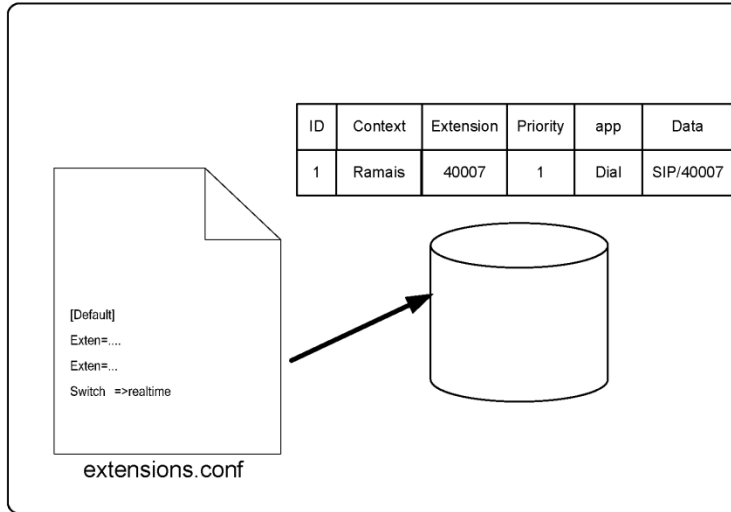 ID Context Extension Priority app Data
1 Ramais 40007 1 Dial SIP/40007
[Default]
Exten=....
Exten=...
Switch =>realtime
extensions.conf